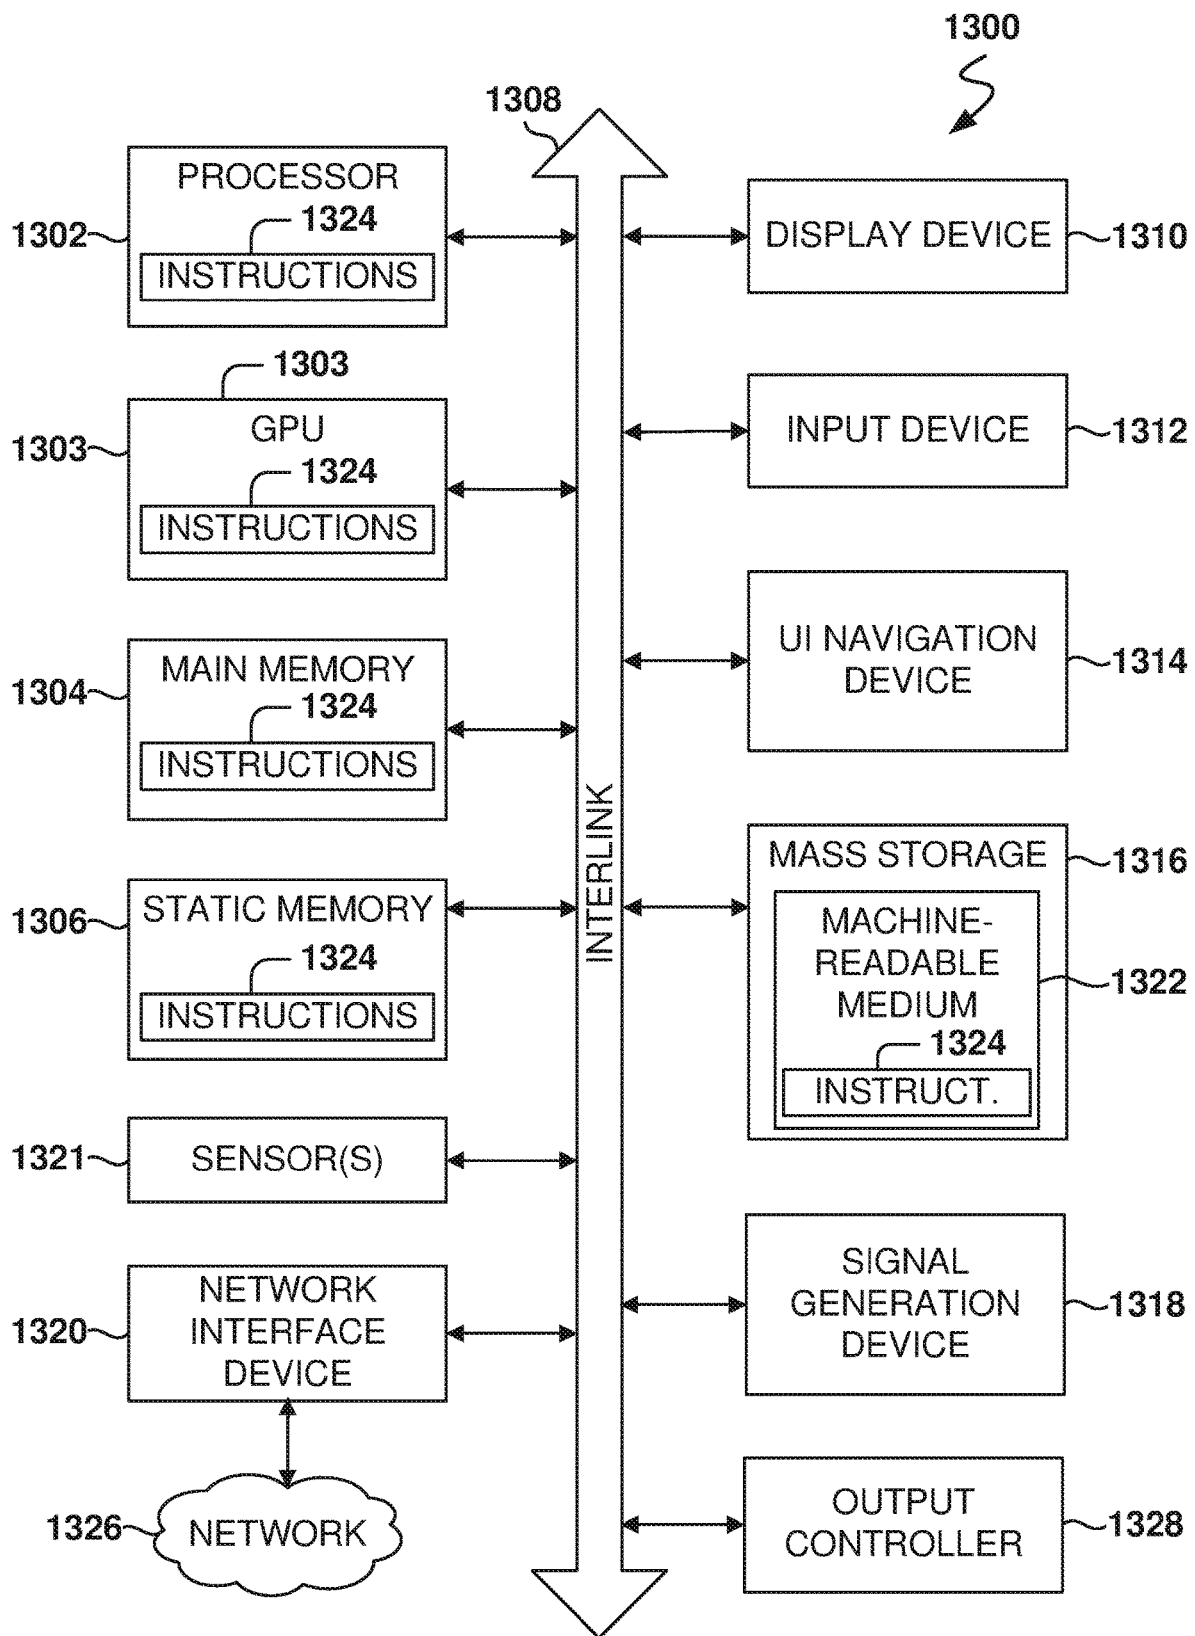 1300
1308
PROCESSOR
1324
1302
INSTRUCTIONS
1303
GPU
1303
1324
INSTRUCTIONS
MAIN MEMORY
1304
1324
INSTRUCTIONS
STATIC MEMORY
1306
1324
INSTRUCTIONS
SENSOR(S)
1321
NETWORK
INTERFACE
DEVICE
1320
NETWORK
1326
INTERLINK
DISPLAY DEVICE
1310
INPUT DEVICE
1312
UI NAVIGATION
DEVICE
1314
MASS STORAGE
1316
MACHINE-
READABLE
MEDIUM
1322
1324
INSTRUCT.
SIGNAL
GENERATION
DEVICE
1318
OUTPUT
CONTROLLER
1328